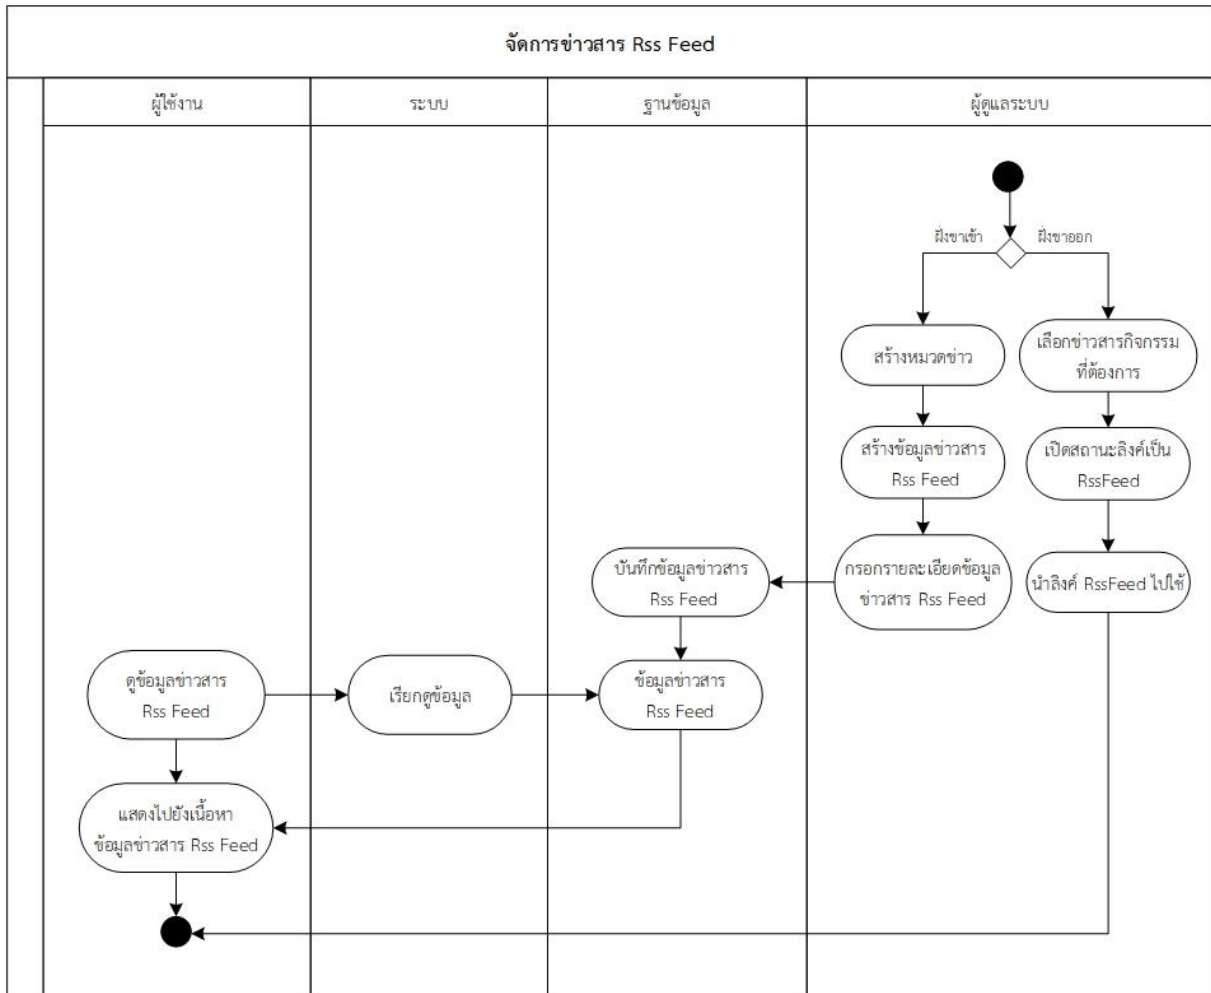 จัดการข่าวสาร Rss Feed
ผู้ใช้งาน
ระบบ
ฐานข้อมูล
ผู้ดูแลระบบ
ฝั่งขาเข้า
ฝั่งขาออก
สร้างหมวดข่าว
เลือกข่าวสารกิจกรรม
ที่ต้องการ
สร้างข้อมูลข่าวสาร
Rss Feed
เปิดสถานะลิงค์เป็น
RssFeed
บันทึกข้อมูลข่าวสาร
Rss Feed
กรอกรายละเอียดข้อมูล
ข่าวสาร Rss Feed
นำลิงค์ RssFeed ไปใช้
ดูข้อมูลข่าวสาร
Rss Feed
เรียกดูข้อมูล
ข้อมูลข่าวสาร
Rss Feed
แสดงไปยังเนื้อหา
ข้อมูลข่าวสาร Rss Feed